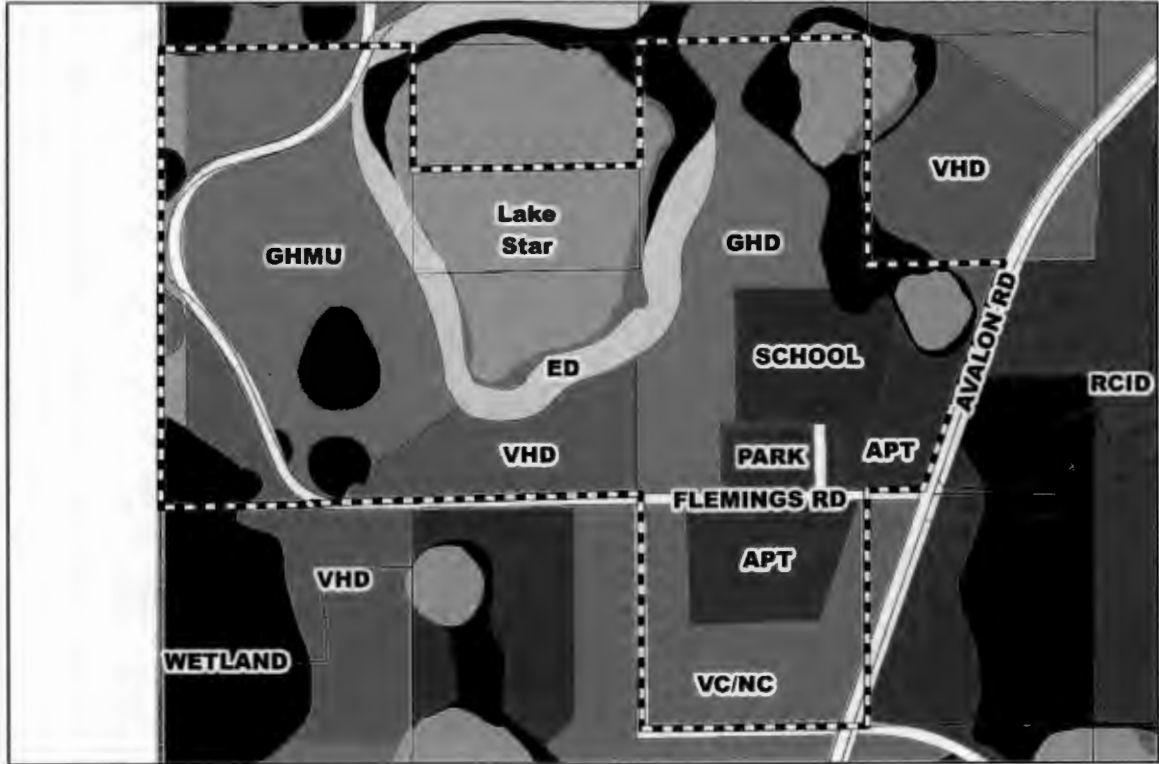 VHD
Lake
Star
GHMU
GHD
AVALON RD
SCHOOL
ED
RCID
VHD
PARK
APT
FLEMINGS RD
APT
VHD
WETLAND
VC/NC